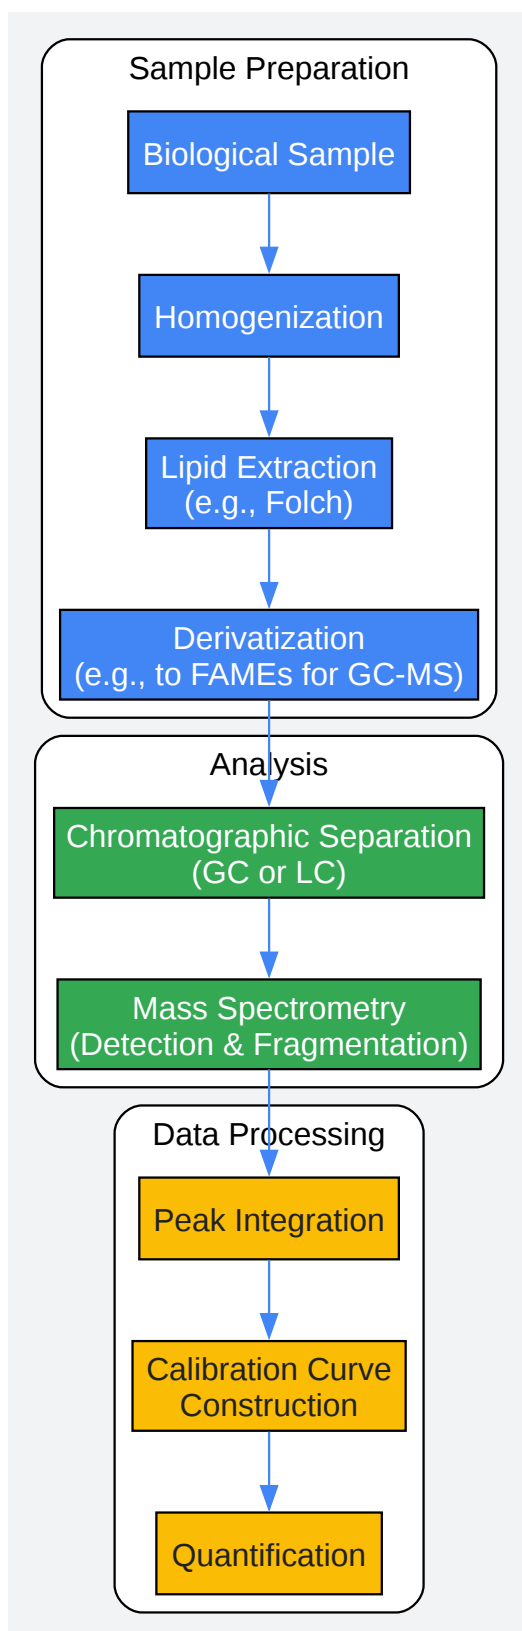 Sample Preparation
Biological Sample
Homogenization
Lipid Extraction
(e.g., Folch)
Derivatization
(e.g., to FAMEs for GC-MS)
Analysis
Chromatographic Separation
(GC or LC)
Mass Spectrometry
(Detection & Fragmentation)
Data Processing
Peak Integration
Calibration Curve
Construction
Quantification